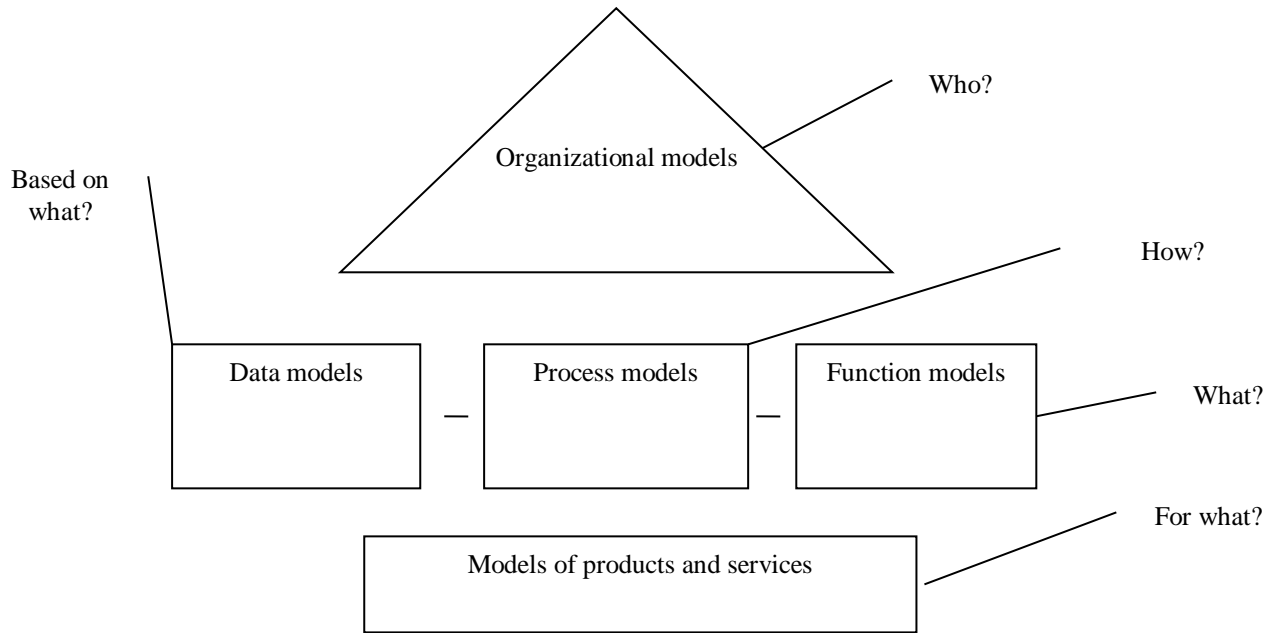 Who?
Organizational models
Based on
what?
How?
Data models
Process models
Function models
What?
For what?
Models of products and services